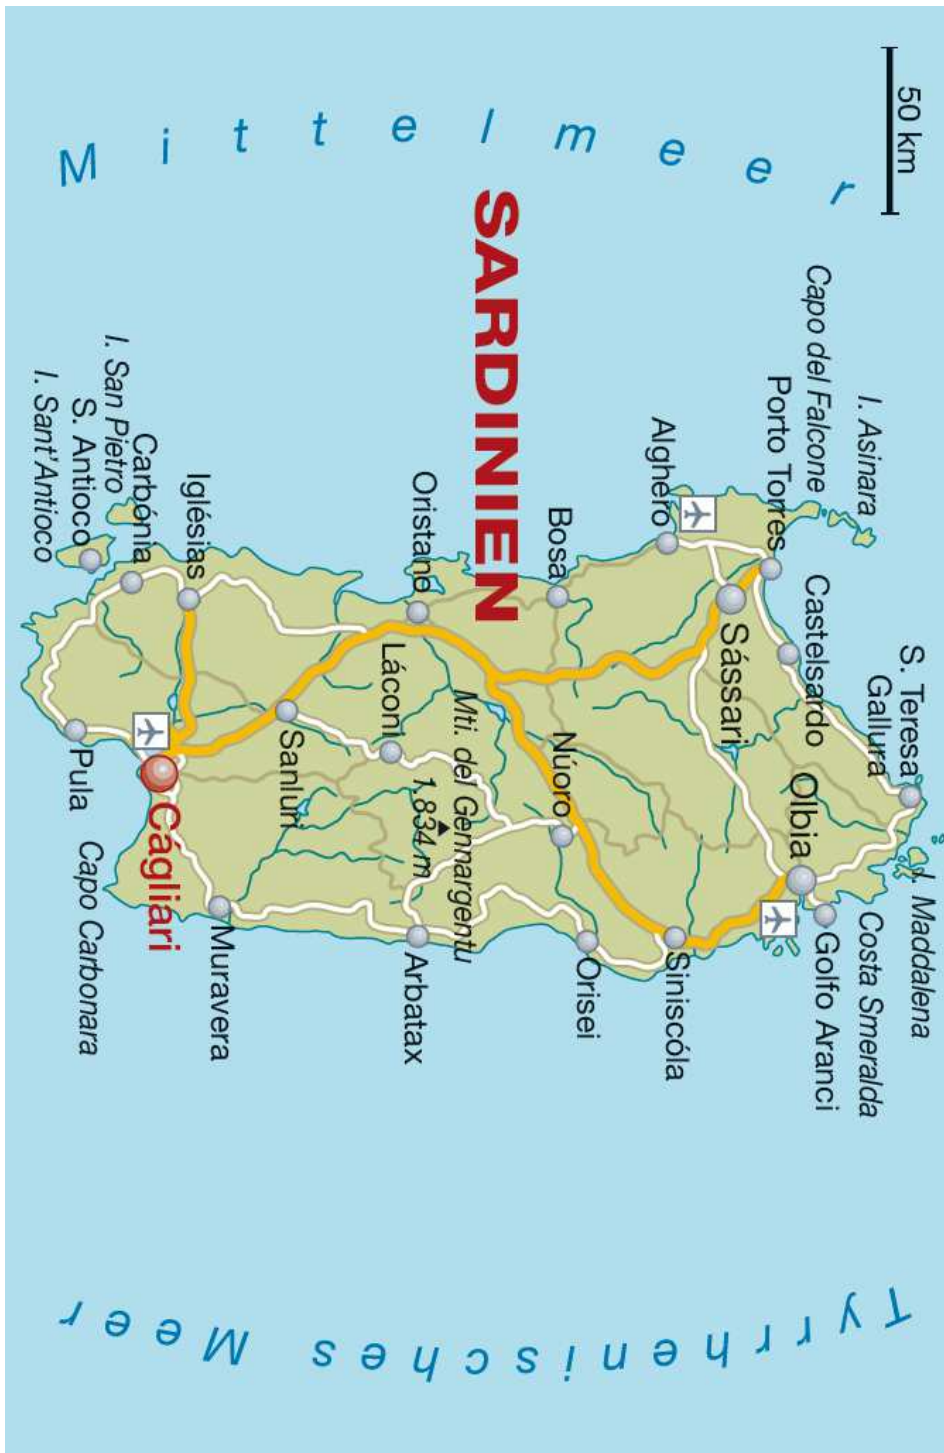 50 km
Mittelmeer
SARDINIEN
I. Asinara
Capo del Falcone
Porto Torres
Castelsardo
S. Teresa
Gallura
I. Maddalena
Costa Smeralda
Golfo Aranci
Olbia
Sássari
Alghero
Bosa
Núoro
Siniscóla
Orisei
Oristano
Láconi
Mti. del Gennargentu
1.834 m
Arbatax
Sanluri
Muravera
Iglésias
Carbónia
I. San Pietro
S. Antioco
I. Sant'Antioco
Cágliari
Pula
Capo Carbonara
Tyrrhenisches Meer